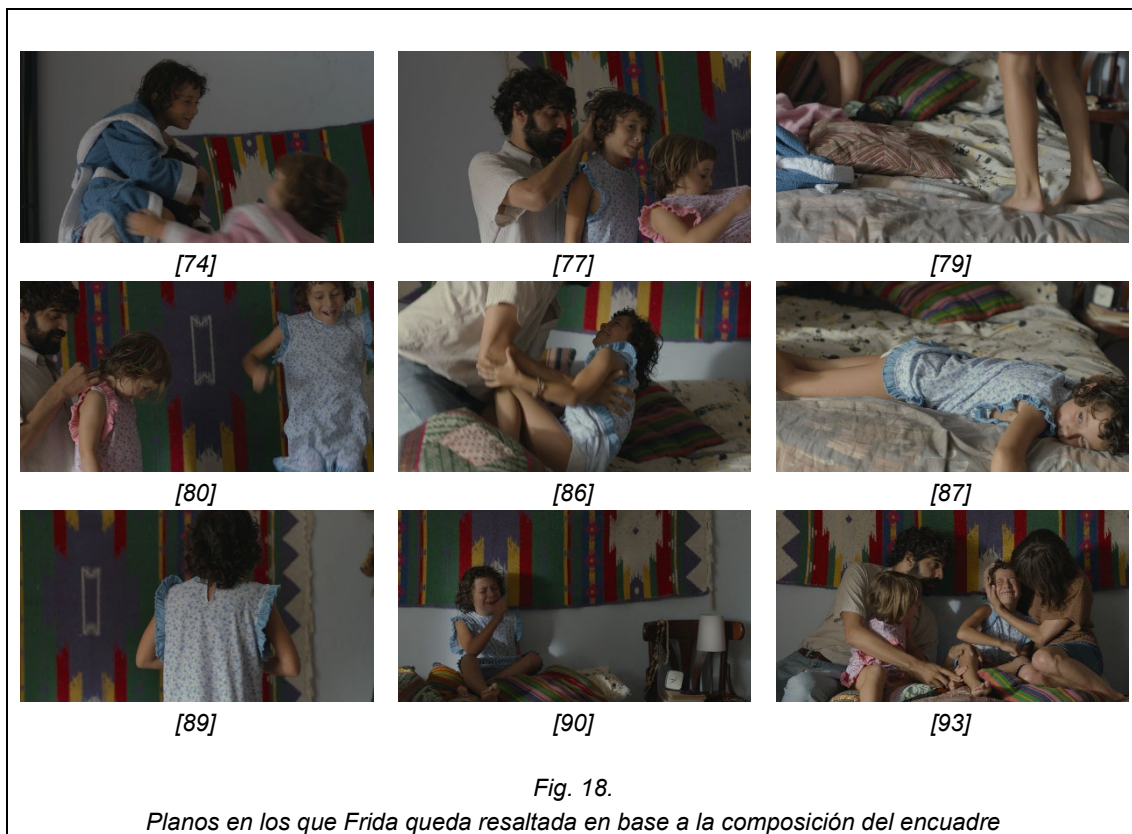 [74] [77] [79]
[80] [86] [87]
[89] [90] [93]
Fig. 18.
Planos en los que Frida queda resaltada en base a la composición del encuadre